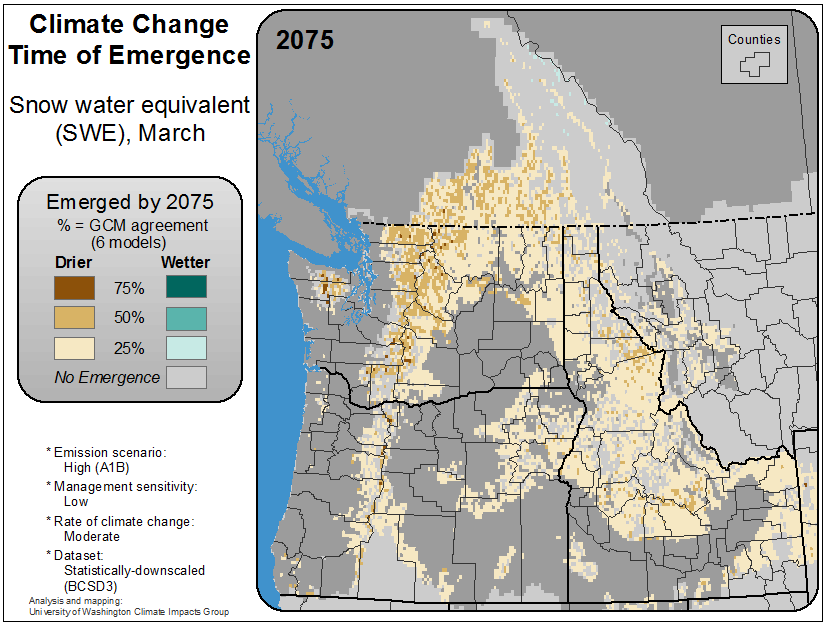 Climate Change
Time of Emergence
Snow water equivalent
(SWE), March
Emerged by 2075
% = GCM agreement
(6 models)
Drier Wetter
75%
50%
25%
No Emergence
* Emission scenario:
High (A1B)
* Management sensitivity:
Low
* Rate of climate change:
Moderate
* Dataset:
Statistically-downscaled
(BCSD3)
Analysis and mapping:
University of Washington Climate Impacts Group
2075
Counties